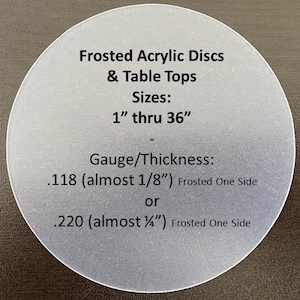 Frosted Acrylic Discs
& Table Tops
Sizes:
1” thru 36”
-
Gauge/Thickness:
.118 (almost 1/8”) Frosted One Side
or
.220 (almost ¼”) Frosted One Side